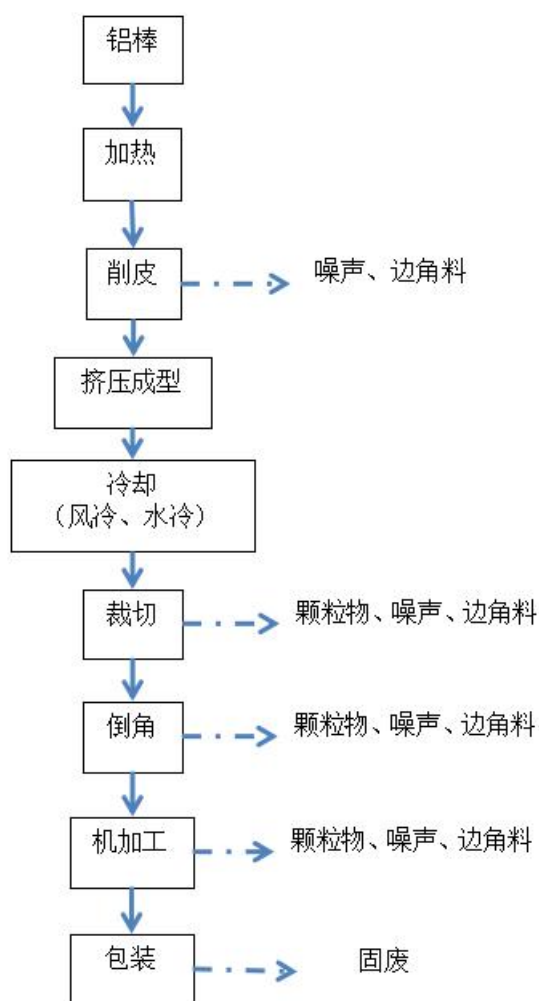 铝棒
加热
削皮
噪声、边角料
挤压成型
冷却
（风冷、水冷）
裁切
颗粒物、噪声、边角料
倒角
颗粒物、噪声、边角料
机加工
颗粒物、噪声、边角料
包装
固废